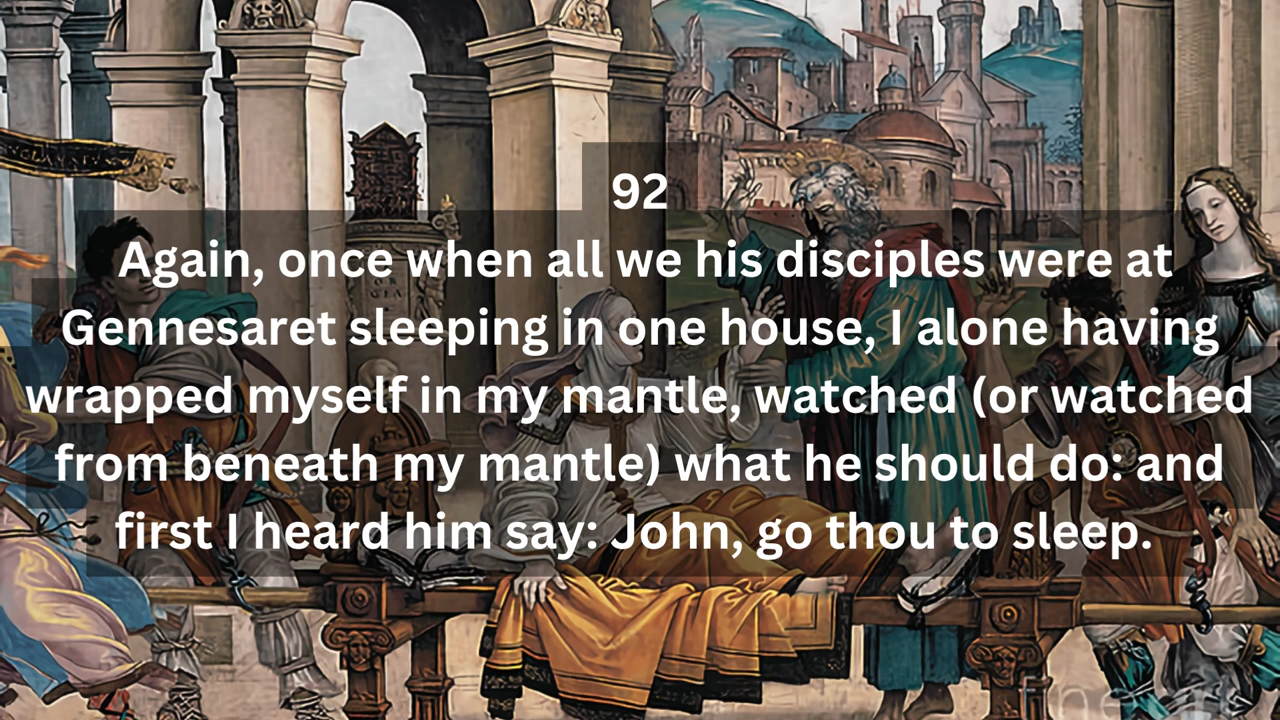 92
Again, once when all we his disciples were at
Gennesaret sleeping in one house, I alone having
wrapped myself in my mantle, watched (or watched
from beneath my mantle) what he should do: and
first I heard him say: John, go thou to sleep.
OR
GIA